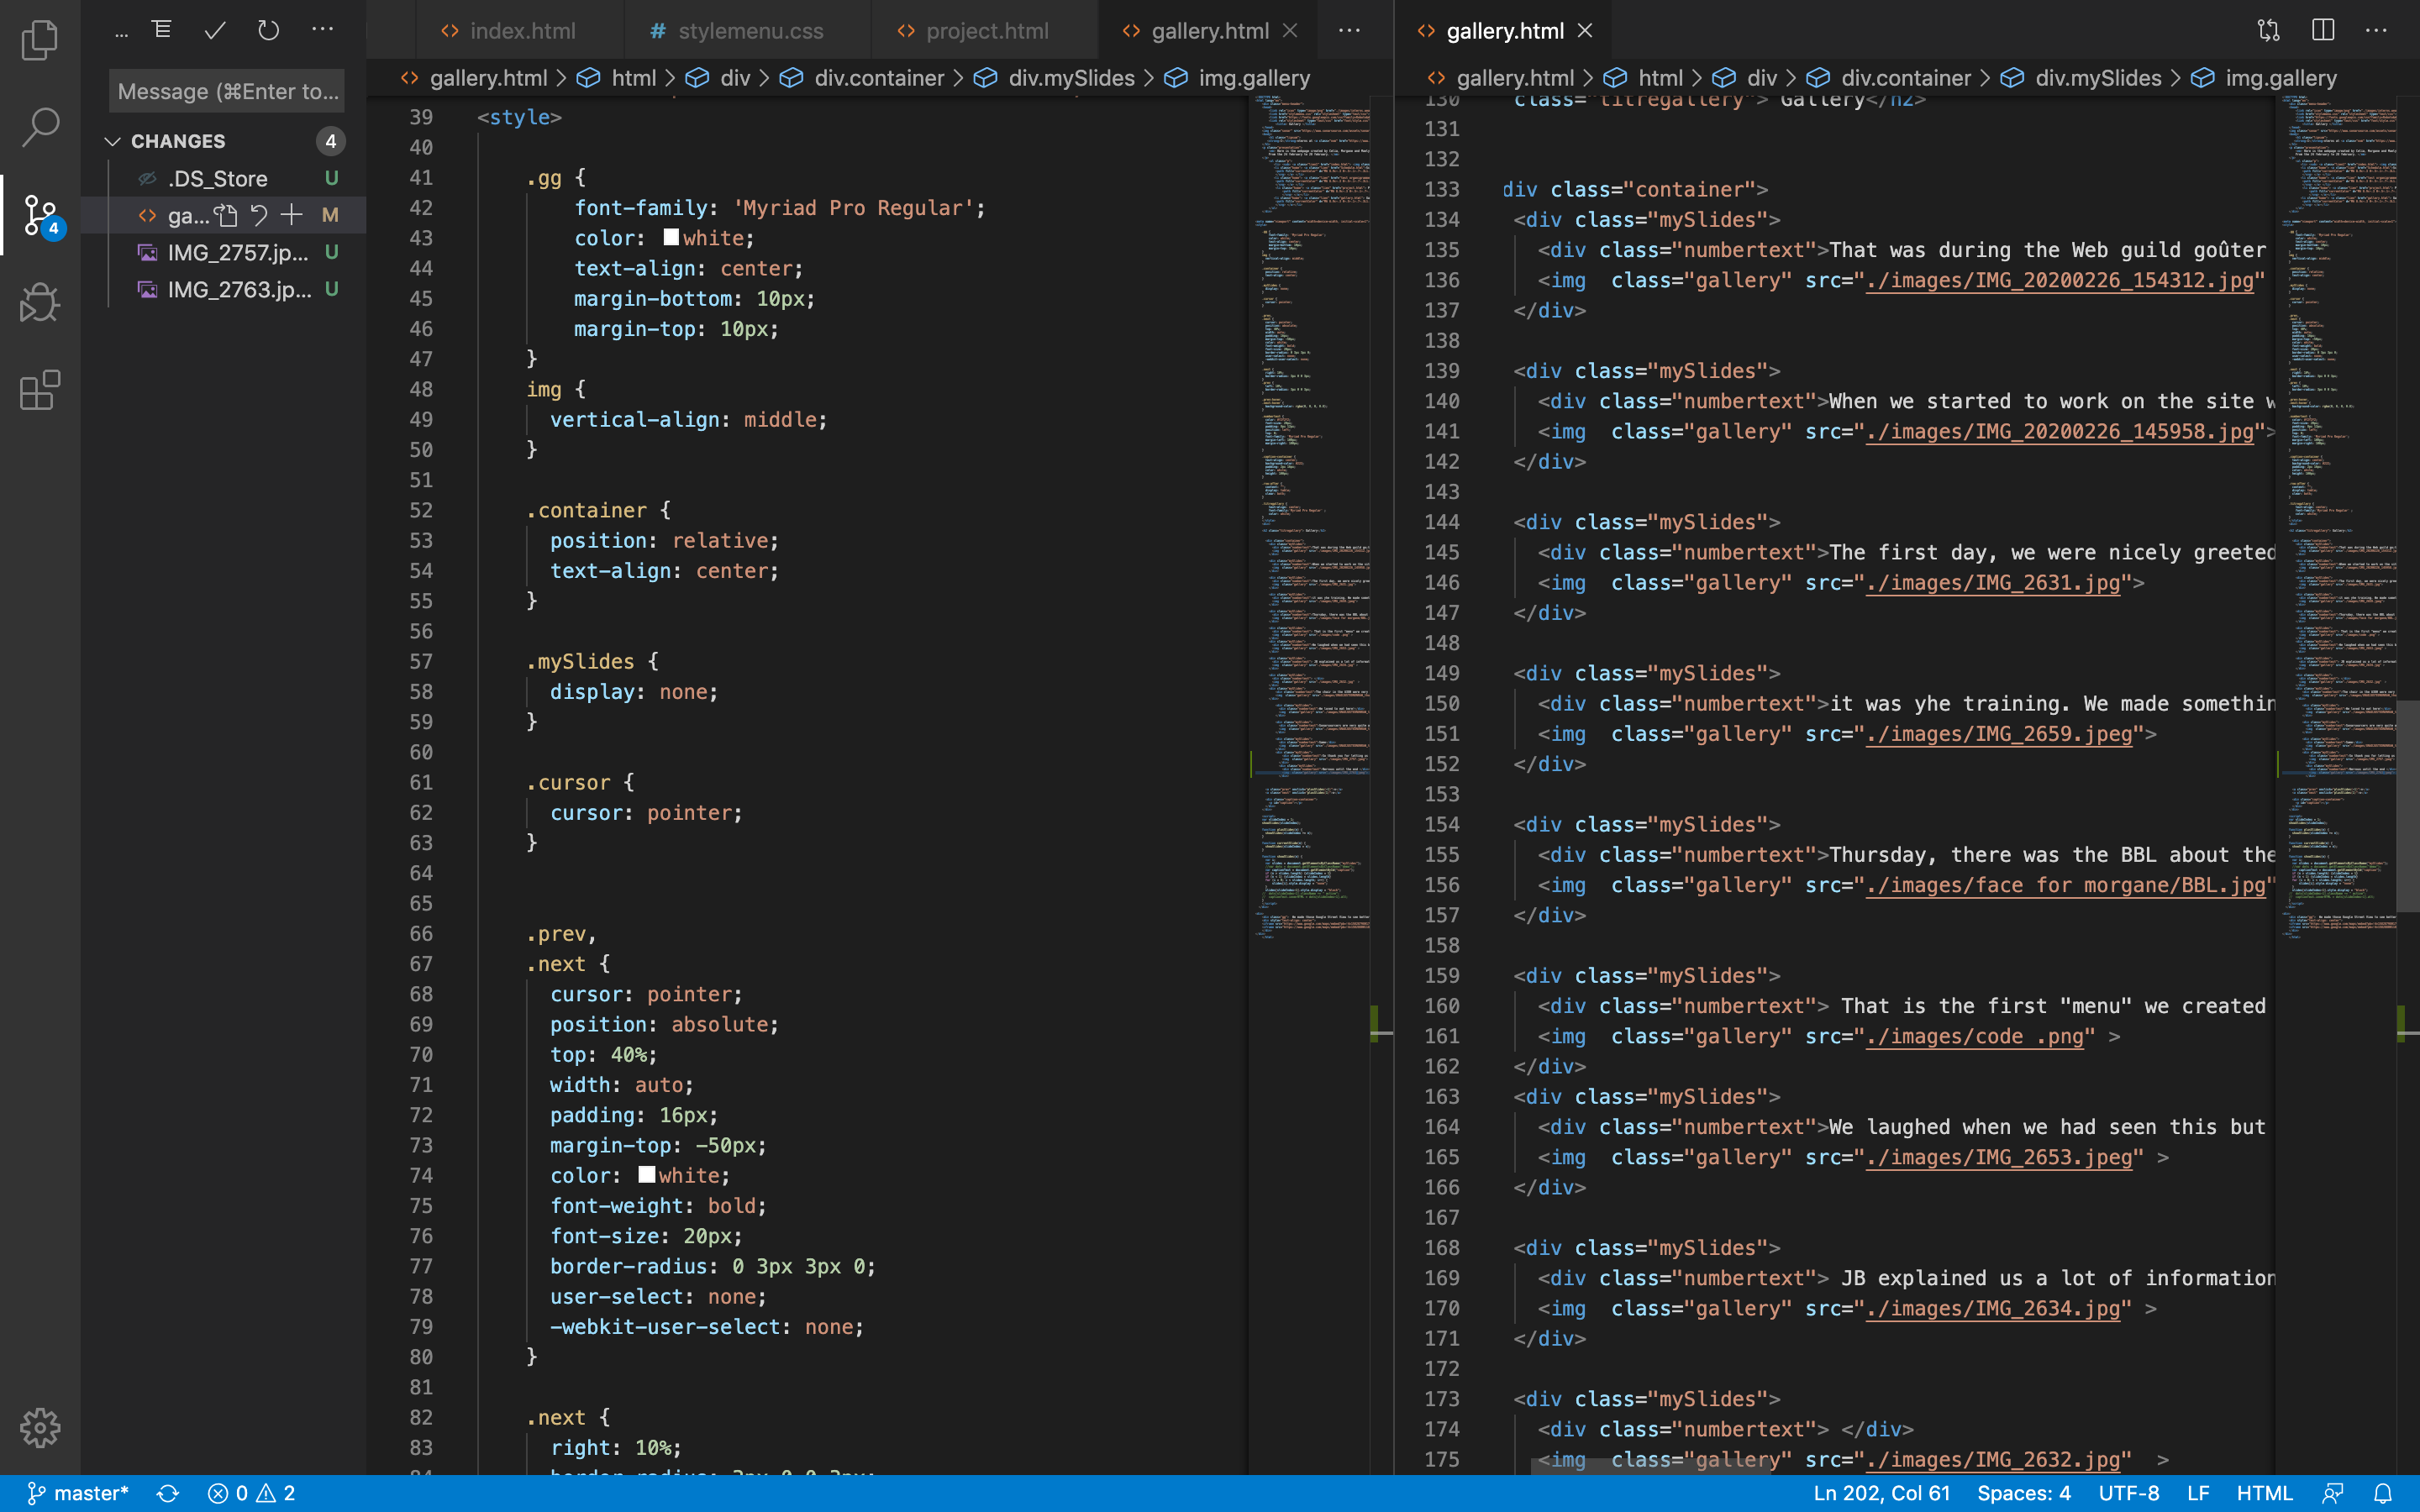 ... ...
Message (⌘Enter to...
CHANGES 4
.DS_Store U
ga... M
IMG_2757.jp... U
IMG_2763.jp... U
4
index.html
# stylemenu.css
project.html
gallery.html
...
gallery.html > html > div > div.container > div.mySlides > img.gallery
39 <style>
40
41 .gg {
42 font-family: 'Myriad Pro Regular';
43 color: white;
44 text-align: center;
45 margin-bottom: 10px;
46 margin-top: 10px;
47 }
48 img {
49 vertical-align: middle;
50 }
51
52 .container {
53 position: relative;
54 text-align: center;
55 }
56
57 .mySlides {
58 display: none;
59 }
60
61 .cursor {
62 cursor: pointer;
63 }
64
65
66 .prev,
67 .next {
68 cursor: pointer;
69 position: absolute;
70 top: 40%;
71 width: auto;
72 padding: 16px;
73 margin-top: -50px;
74 color: white;
75 font-weight: bold;
76 font-size: 20px;
77 border-radius: 0 3px 3px 0;
78 user-select: none;
79 -webkit-user-select: none;
80 }
81
82 .next {
83 right: 10%;
84 border-radius: 3px 0 0 3px;
gallery.html
...
gallery.html > html > div > div.container > div.mySlides > img.gallery
130 class="titregallery"> Gallery</h2>
131
132
133 div class="container">
134 <div class="mySlides">
135 <div class="numbertext">That was during the Web guild goûter
136 <img class="gallery" src="./images/IMG_20200226_154312.jpg"
137 </div>
138
139 <div class="mySlides">
140 <div class="numbertext">When we started to work on the site w
141 <img class="gallery" src="./images/IMG_20200226_145958.jpg">
142 </div>
143
144 <div class="mySlides">
145 <div class="numbertext">The first day, we were nicely greeted
146 <img class="gallery" src="./images/IMG_2631.jpg">
147 </div>
148
149 <div class="mySlides">
150 <div class="numbertext">it was yhe training. We made somethin
151 <img class="gallery" src="./images/IMG_2659.jpeg">
152 </div>
153
154 <div class="mySlides">
155 <div class="numbertext">Thursday, there was the BBL about the
156 <img class="gallery" src="./images/face for morgane/BBL.jpg"
157 </div>
158
159 <div class="mySlides">
160 <div class="numbertext"> That is the first "menu" we created
161 <img class="gallery" src="./images/code .png" >
162 </div>
163 <div class="mySlides">
164 <div class="numbertext">We laughed when we had seen this but
165 <img class="gallery" src="./images/IMG_2653.jpeg" >
166 </div>
167
168 <div class="mySlides">
169 <div class="numbertext"> JB explained us a lot of information
170 <img class="gallery" src="./images/IMG_2634.jpg" >
171 </div>
172
173 <div class="mySlides">
174 <div class="numbertext"> </div>
175 <img class="gallery" src="./images/IMG_2632.jpg" >
master* 0 2
Ln 202, Col 61 Spaces: 4 UTF-8 LF HTML